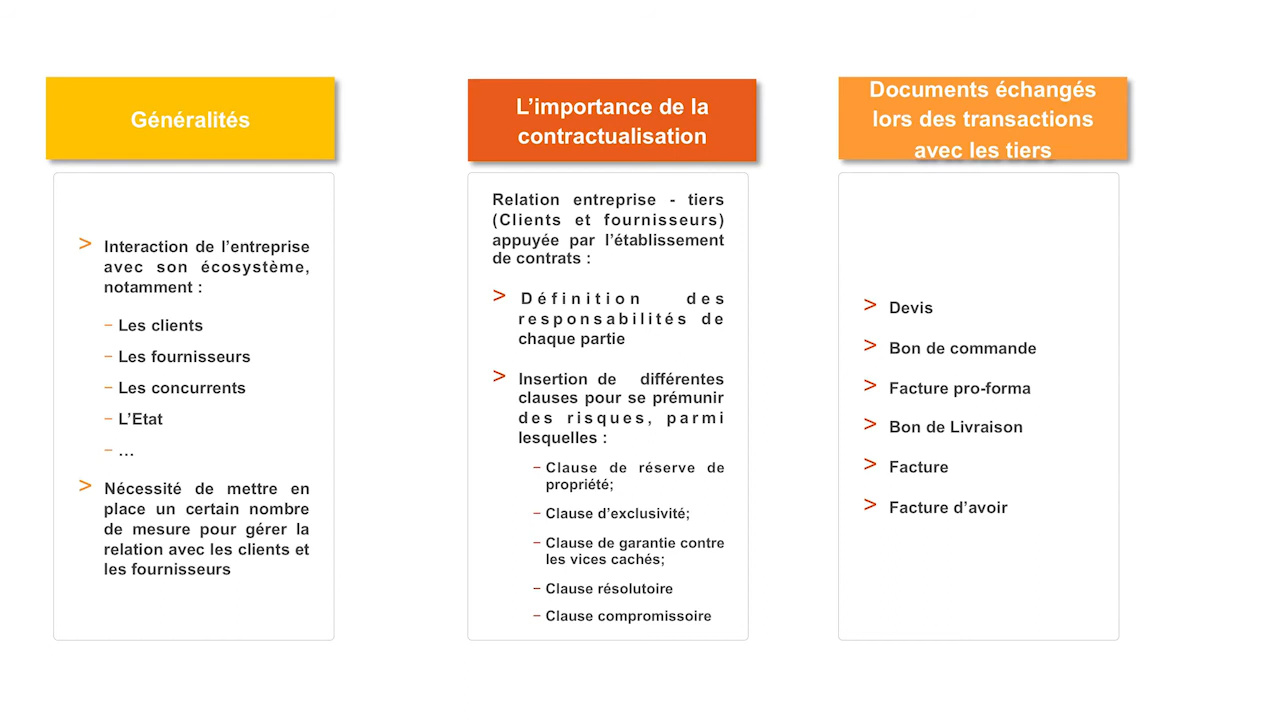 Généralités
> Interaction de l’entreprise
avec son écosystème,
notamment :
– Les clients
– Les fournisseurs
– Les concurrents
– L’Etat
– …
> Nécessité de mettre en
place un certain nombre
de mesure pour gérer la
relation avec les clients et
les fournisseurs
L’importance de la
contractualisation
Relation entreprise - tiers
(Clients et fournisseurs)
appuyée par l’établissement
de contrats :
> Définition des
responsabilités de
chaque partie
> Insertion de différentes
clauses pour se prémunir
des risques, parmi
lesquelles :
– Clause de réserve de
propriété;
– Clause d’exclusivité;
– Clause de garantie contre
les vices cachés;
– Clause résolutoire
– Clause compromissoire
Documents échangés
lors des transactions
avec les tiers
> Devis
> Bon de commande
> Facture pro-forma
> Bon de Livraison
> Facture
> Facture d’avoir